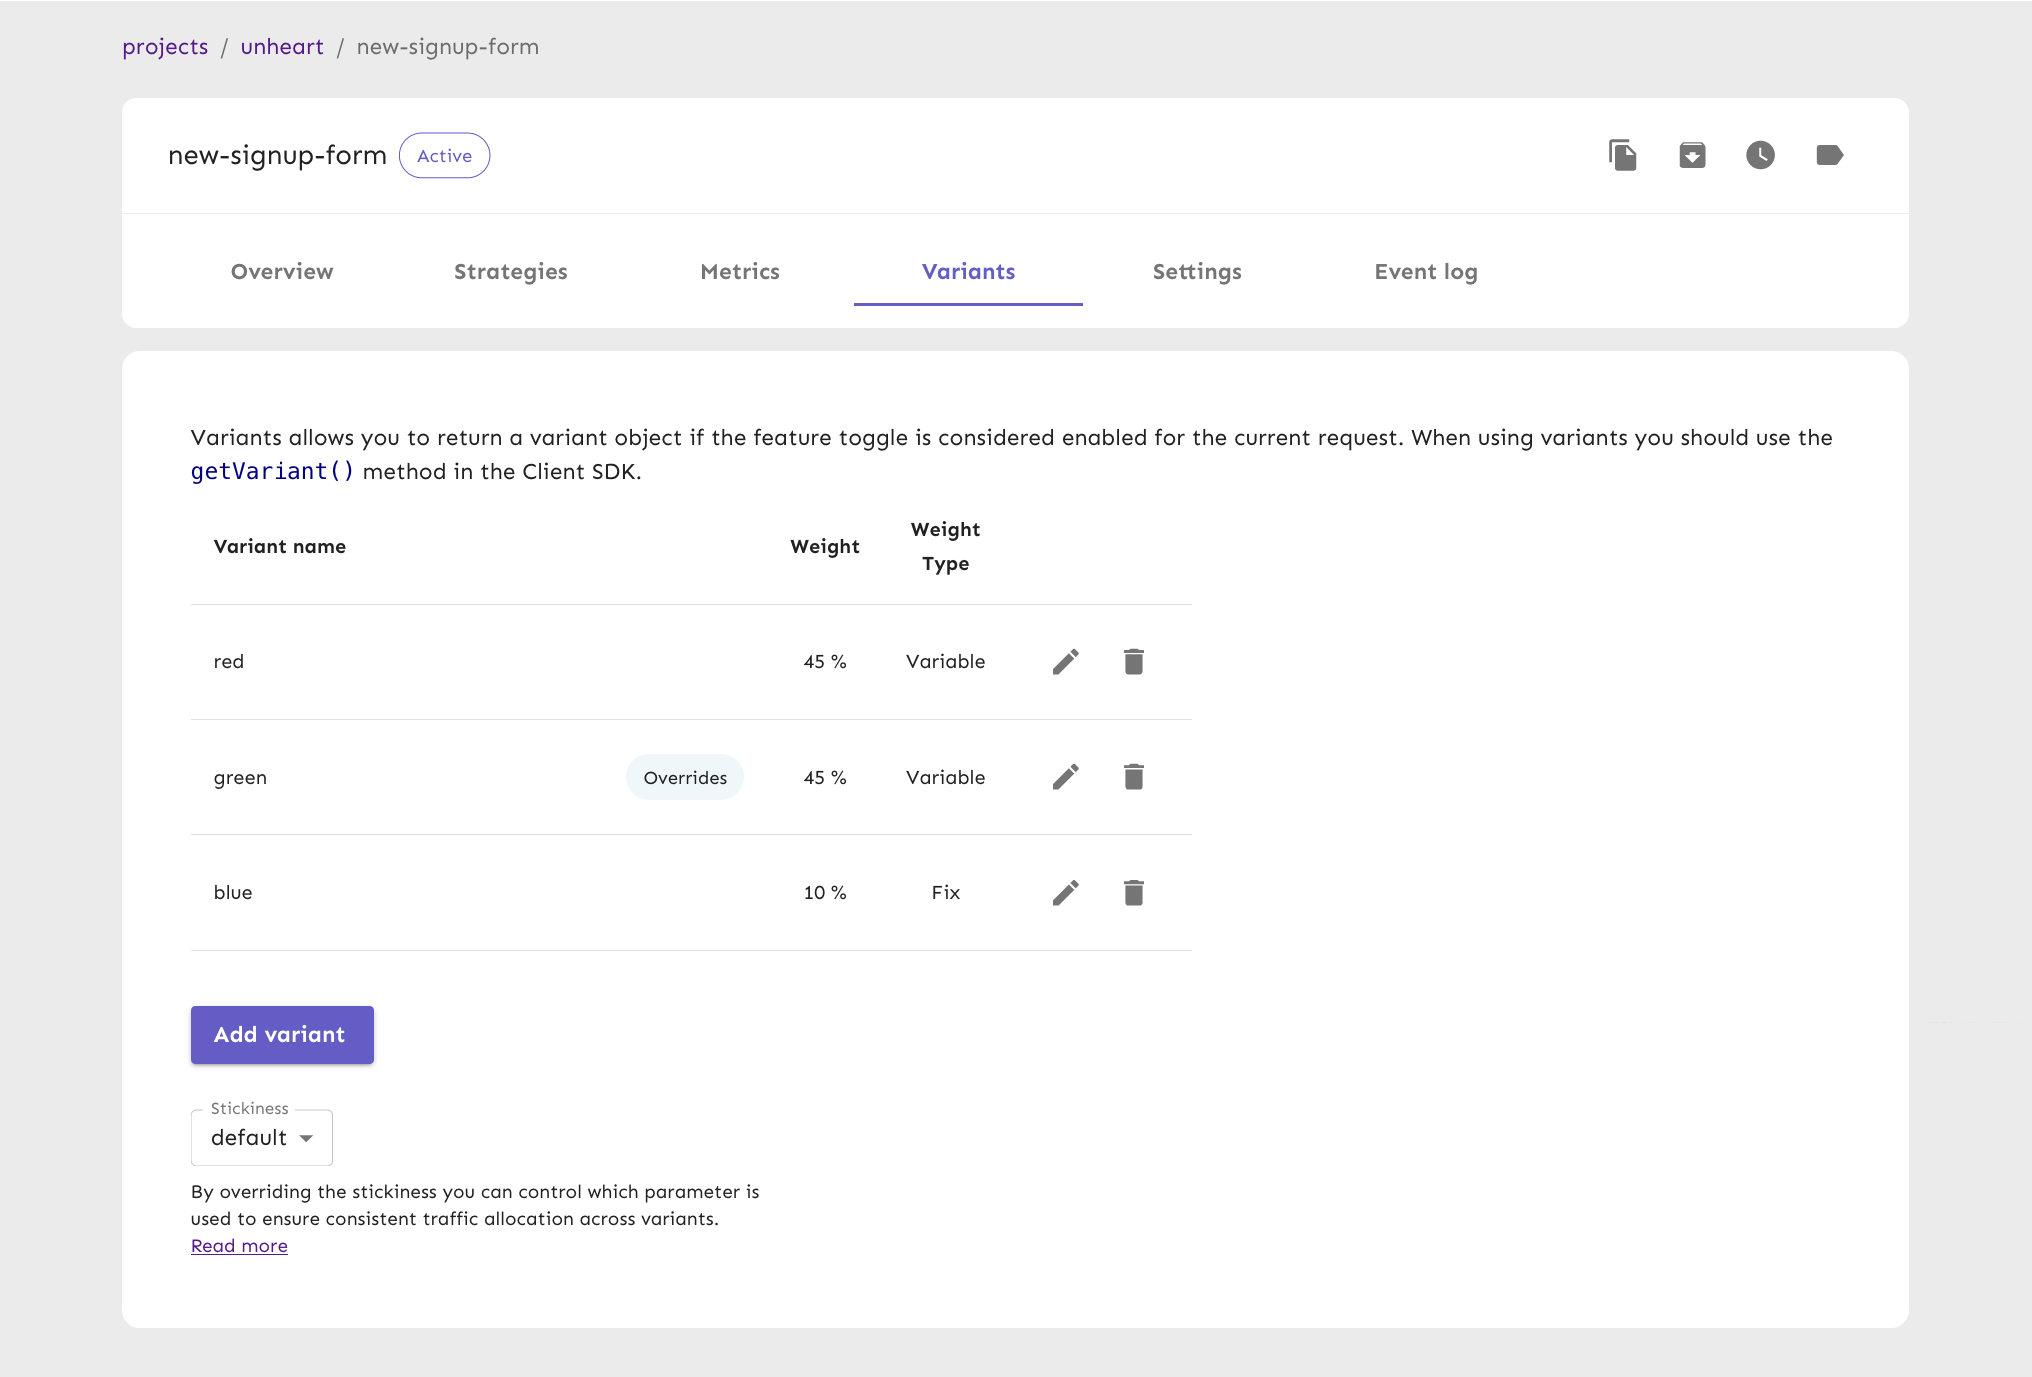 projects / unheart / new-signup-form
new-signup-form Active
Overview Strategies Metrics Variants Settings Event log
Variants allows you to return a variant object if the feature toggle is considered enabled for the current request. When using variants you should use the
getVariant() method in the Client SDK.
Variant name Weight Weight
Type
red 45 % Variable
green Overrides 45 % Variable
blue 10 % Fix
Add variant
Stickiness
default
By overriding the stickiness you can control which parameter is
used to ensure consistent traffic allocation across variants.
Read more